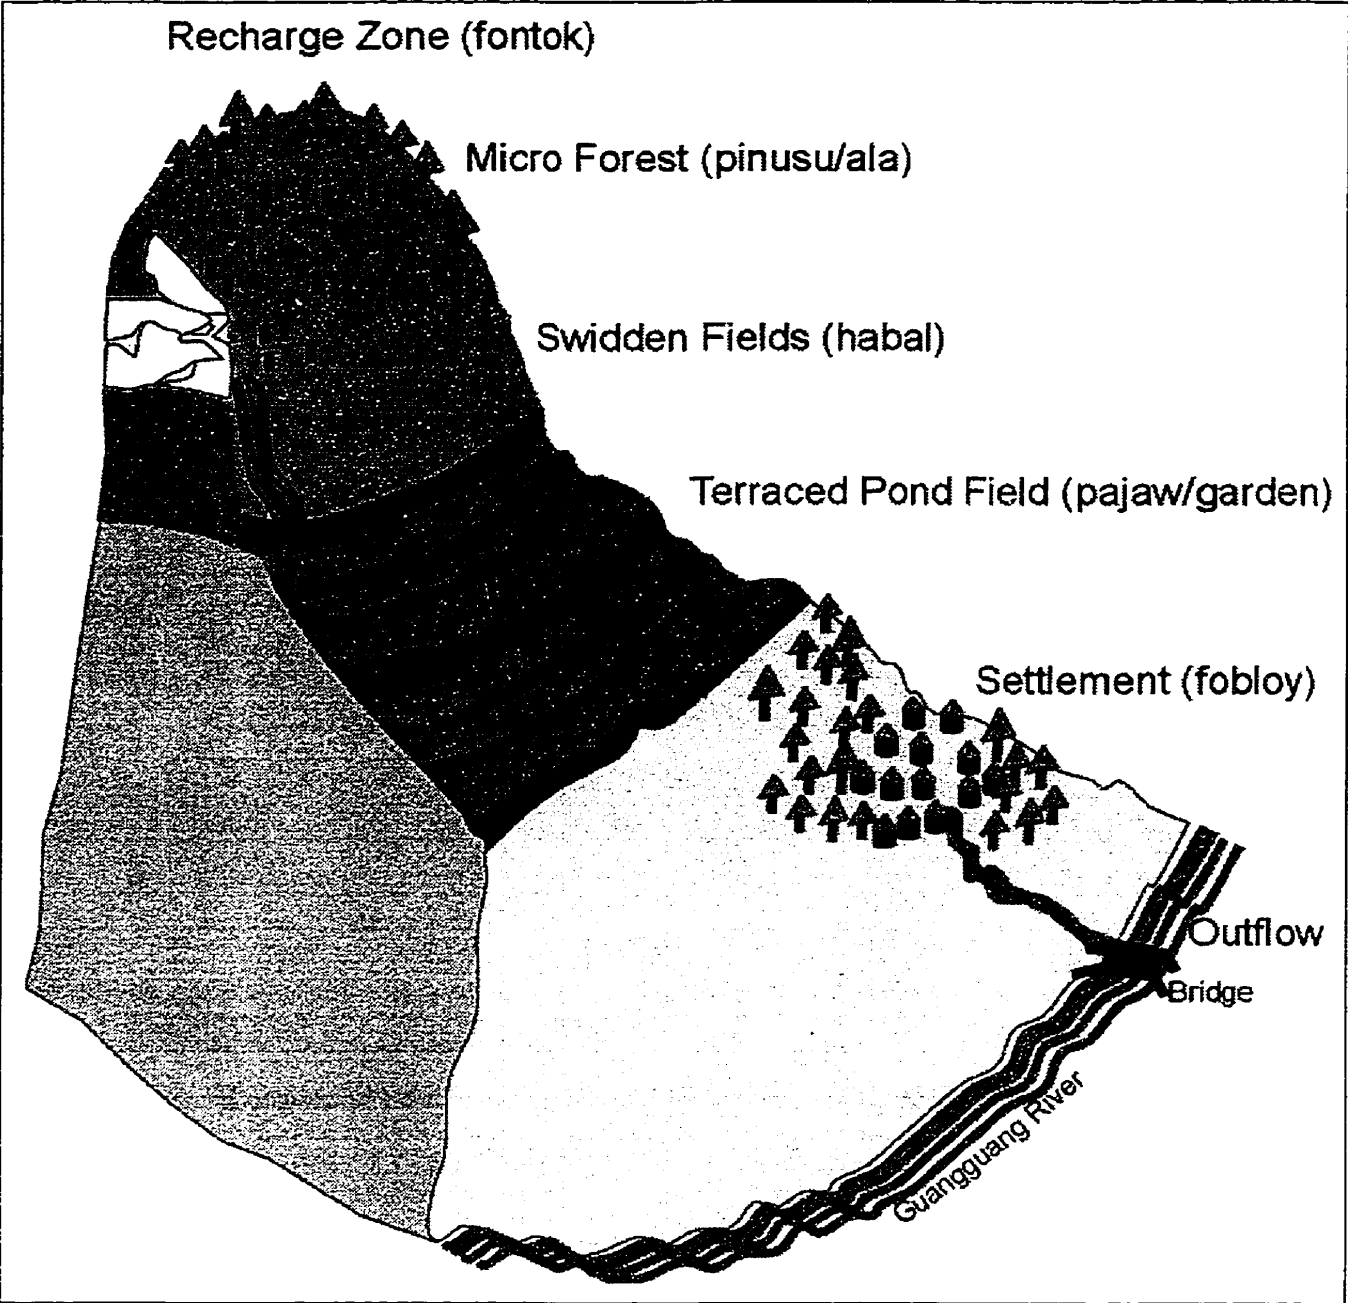 Recharge Zone (fontok)
Micro Forest (pinusu/ala)
Swidden Fields (habal)
Terraced Pond Field (pajaw/garden)
Settlement (fobloy)
Outflow
Bridge
Guangguang River